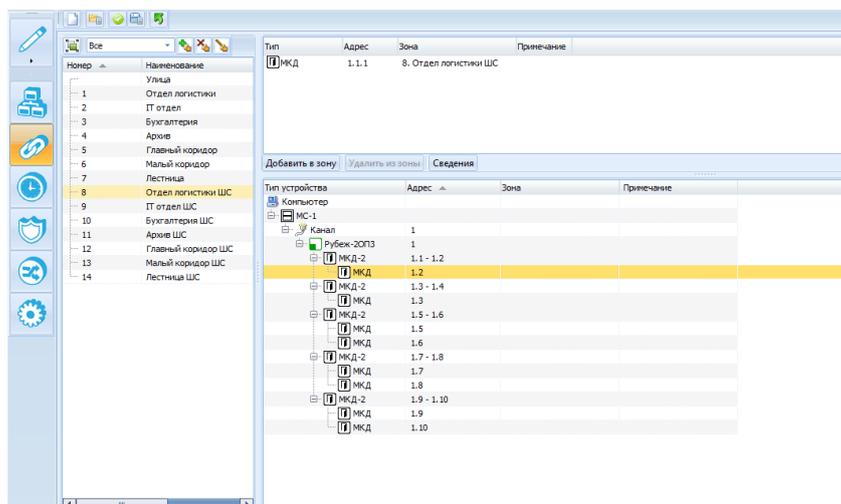 Все
Номер Наименование
Улица
1 Отдел логистики
2 IT отдел
3 Бухгалтерия
4 Архив
5 Главный коридор
6 Малый коридор
7 Лестница
8 Отдел логистики ШС
9 IT отдел ШС
10 Бухгалтерия ШС
11 Архив ШС
12 Главный коридор ШС
13 Малый коридор ШС
14 Лестница ШС
Тип Адрес Зона Примечание
МКД 1.1.1 8. Отдел логистики ШС
Добавить в зону Удалить из зоны Сведения
Тип устройства Адрес Зона Примечание
Компьютер
МС-1
Канал 1
Рубеж-2ОП3 1
МКД-2 1.1 - 1.2
МКД 1.2
МКД-2 1.3 - 1.4
МКД 1.3
МКД-2 1.5 - 1.6
МКД 1.5
МКД 1.6
МКД-2 1.7 - 1.8
МКД 1.7
МКД 1.8
МКД-2 1.9 - 1.10
МКД 1.9
МКД 1.10